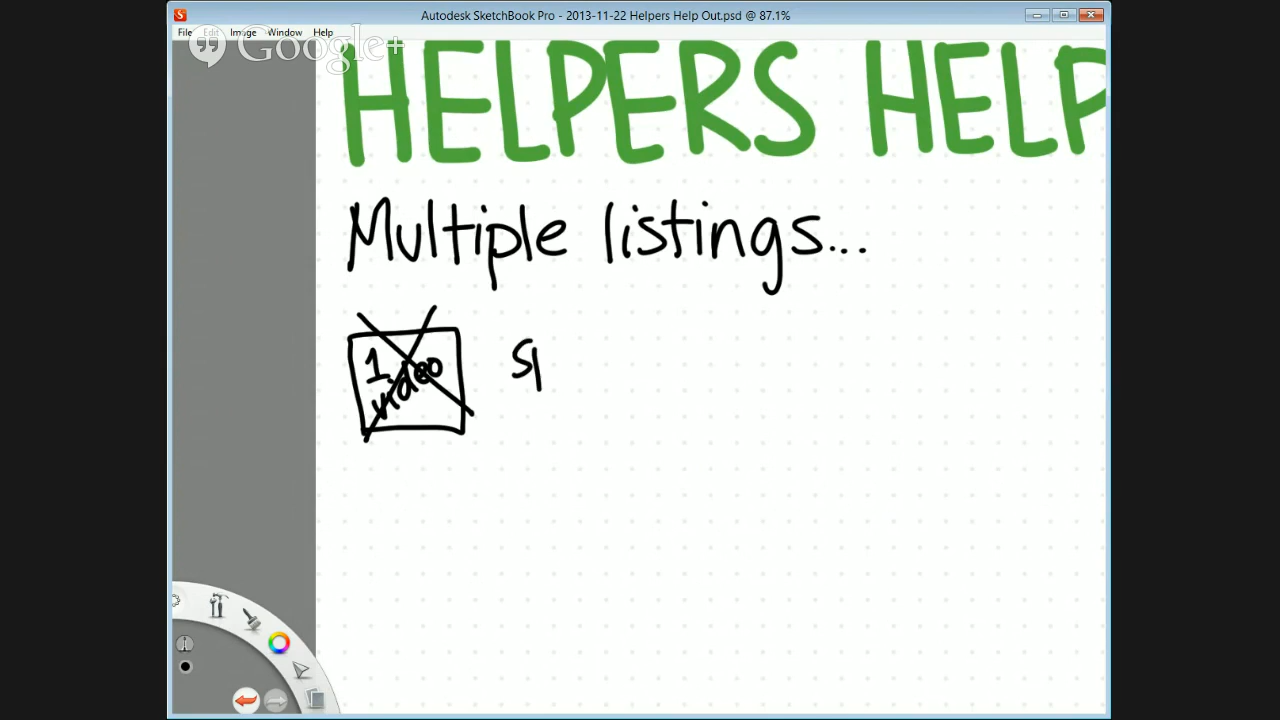 Autodesk SketchBook Pro - 2013-11-22 Helpers Help Out.psd @ 87.1%
File Edit Image Window Help
Google+
HELPERS HELP
Multiple listings...
1
video
Sp